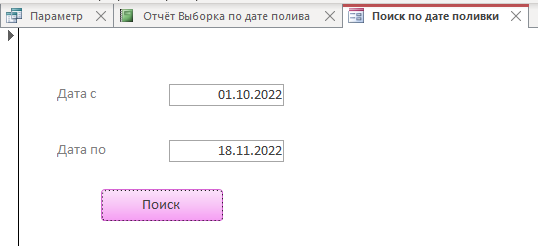 Параметр Отчёт Выборка по дате полива Поиск по дате поливки
Дата с 01.10.2022
Дата по 18.11.2022
Поиск